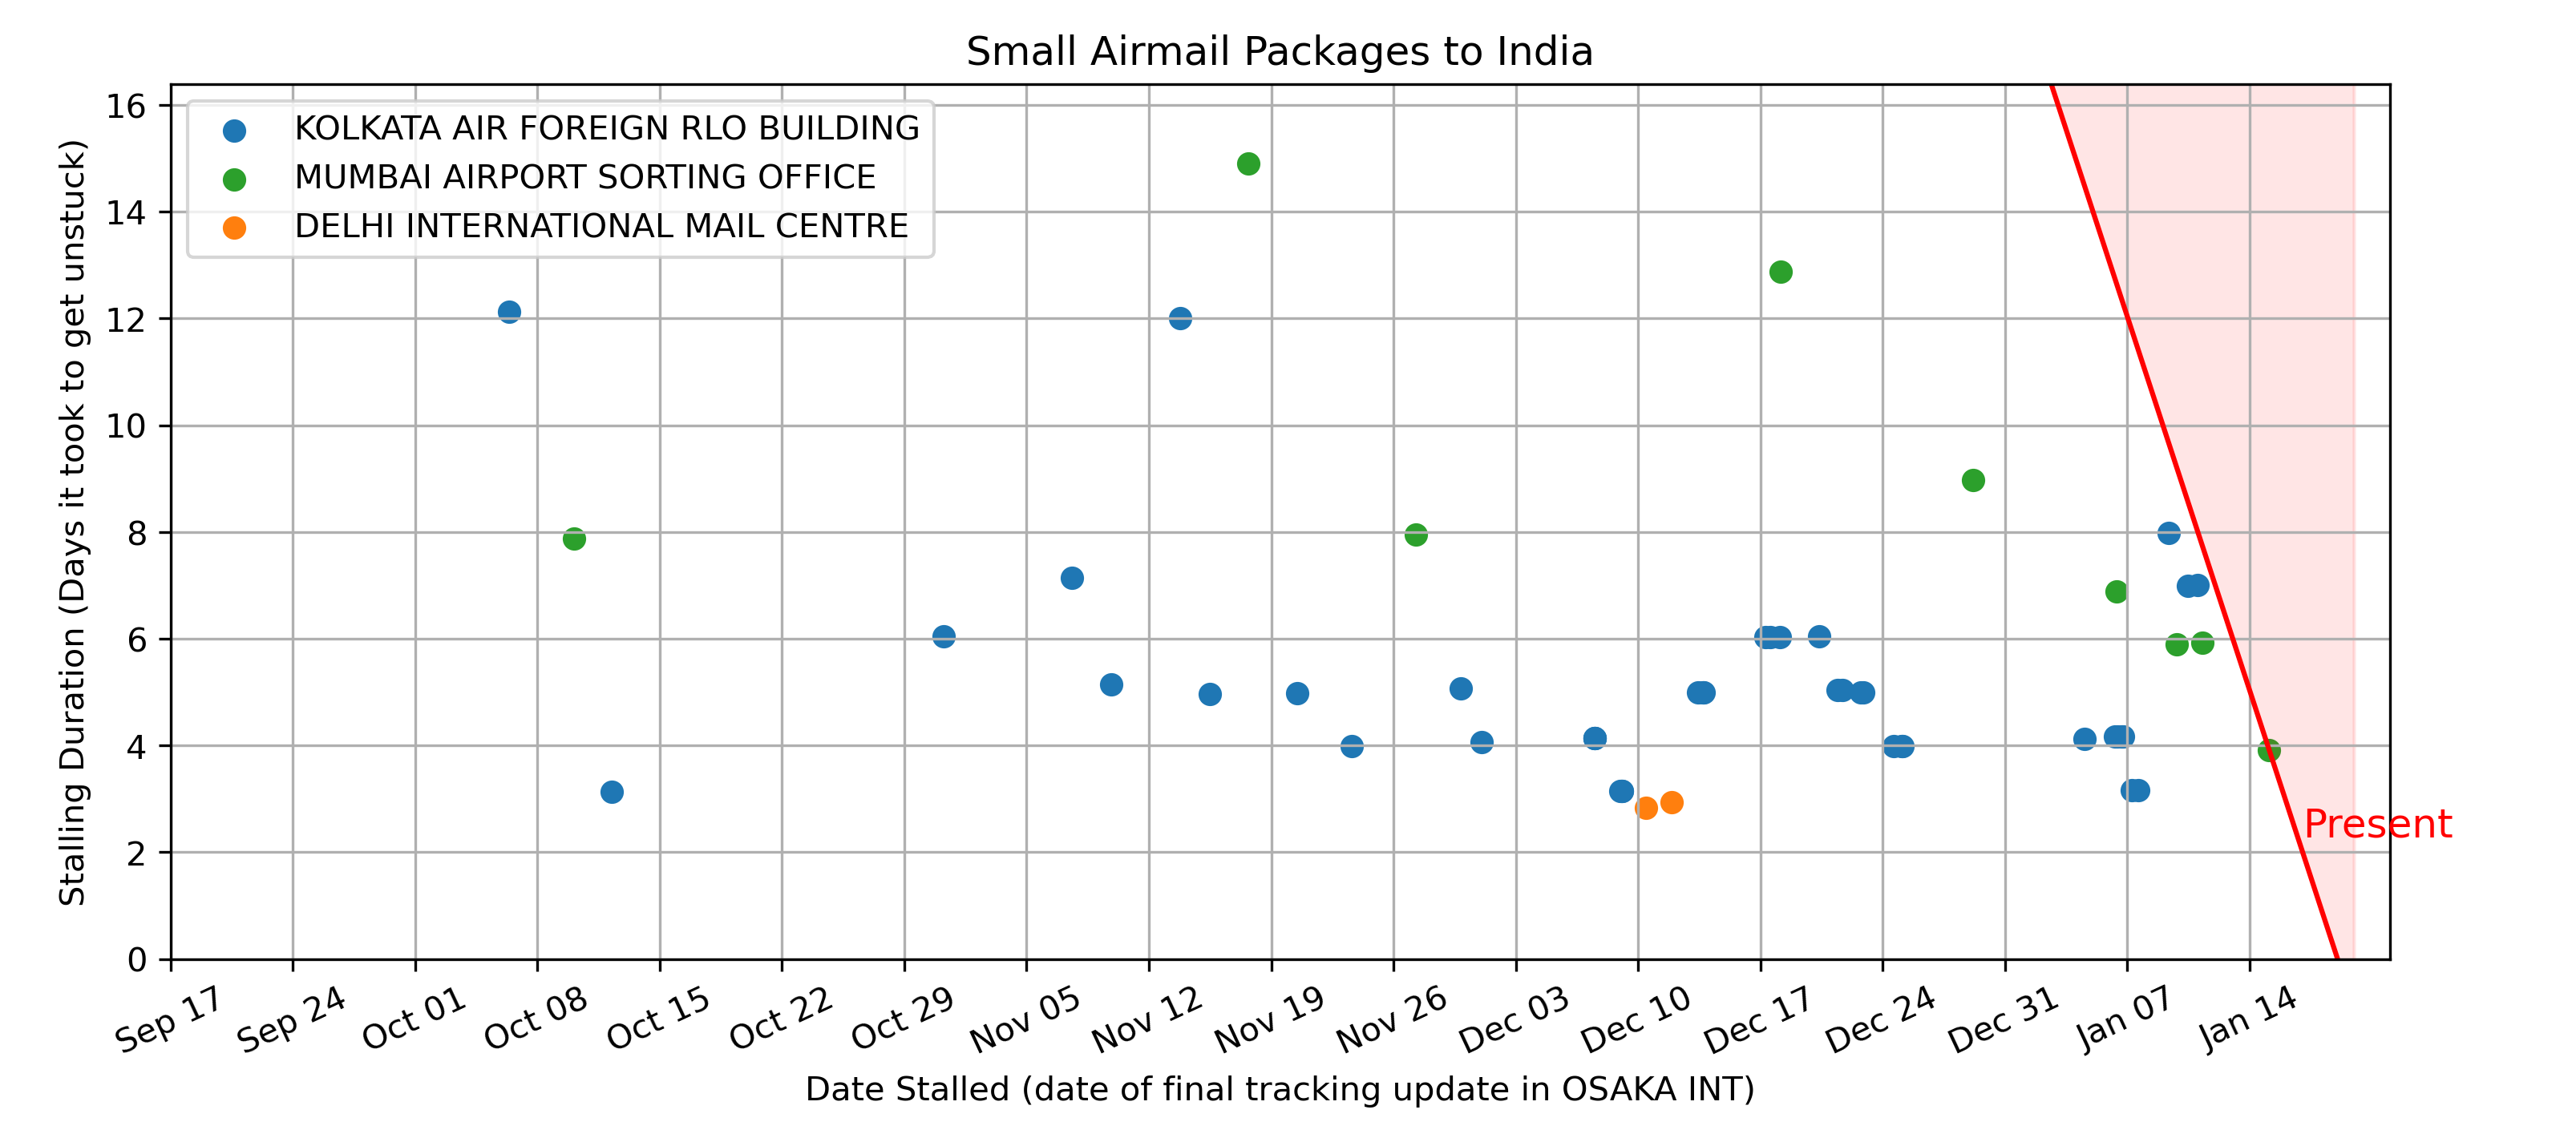 Small Airmail Packages to India
Stalling Duration (Days it took to get unstuck)
16
14
12
10
8
6
4
2
0
KOLKATA AIR FOREIGN RLO BUILDING
MUMBAI AIRPORT SORTING OFFICE
DELHI INTERNATIONAL MAIL CENTRE
Present
Sep 17
Sep 24
Oct 01
Oct 08
Oct 15
Oct 22
Oct 29
Nov 05
Nov 12
Nov 19
Nov 26
Dec 03
Dec 10
Dec 17
Dec 24
Dec 31
Jan 07
Jan 14
Date Stalled (date of final tracking update in OSAKA INT)